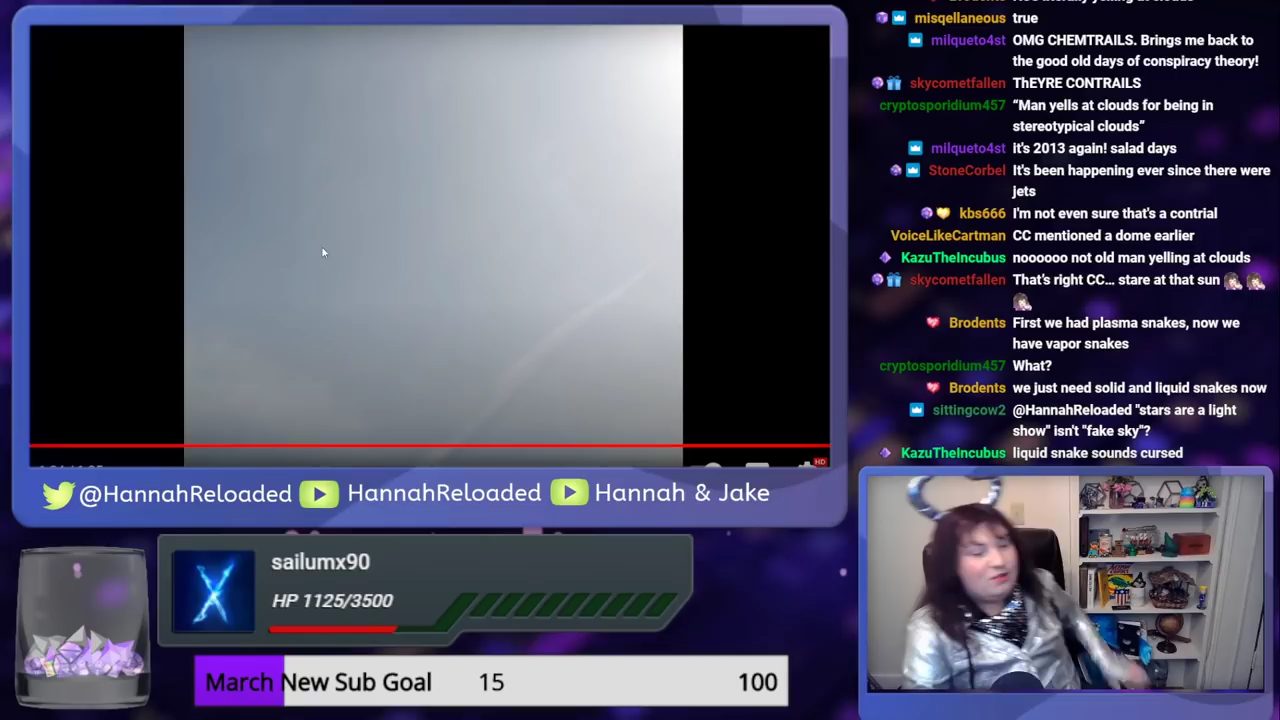 misqellaneous true
milqueto4st OMG CHEMTRAILS. Brings me back to
the good old days of conspiracy theory!
skycometfallen ThEYRE CONTRAILS
cryptosporidium457 “Man yells at clouds for being in
stereotypical clouds”
milqueto4st it's 2013 again! salad days
StoneCorbel It's been happening ever since there were
jets
kbs666 I'm not even sure that's a contrial
VoiceLikeCartman CC mentioned a dome earlier
KazuTheIncubus noooooo not old man yelling at clouds
skycometfallen That's right CC... stare at that sun
Brodents First we had plasma snakes, now we
have vapor snakes
cryptosporidium457 What?
Brodents we just need solid and liquid snakes now
sittingcow2 @HannahReloaded "stars are a light
show" isn't "fake sky"?
KazuTheIncubus liquid snake sounds cursed
HD
@HannahReloaded HannahReloaded Hannah & Jake
sailumx90
HP 1125/3500
March New Sub Goal 15 100